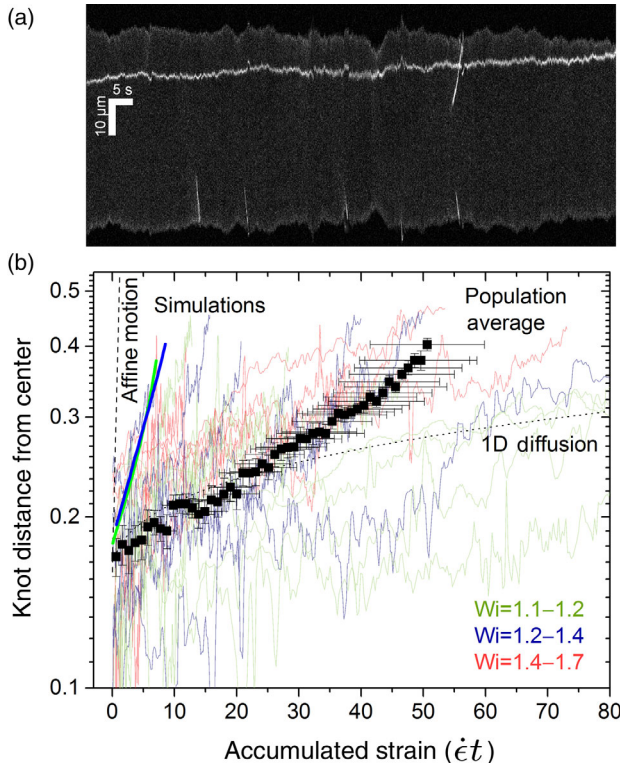 (a)
5 s
10 μm
(b)
0.5
0.4
0.3
0.2
0.1
Knot distance from center
Affine motion
Simulations
Population
average
1D diffusion
Wi=1.1–1.2
Wi=1.2–1.4
Wi=1.4–1.7
0 10 20 30 40 50 60 70 80
Accumulated strain (ε̇t)